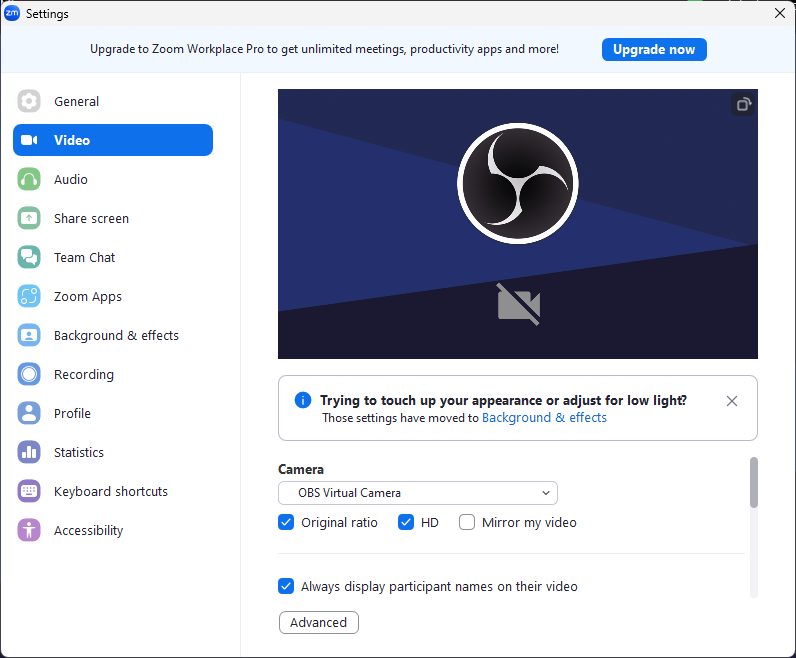 zm Settings
Upgrade to Zoom Workplace Pro to get unlimited meetings, productivity apps and more!
Upgrade now
General
Video
Audio
Share screen
Team Chat
Zoom Apps
Background & effects
Recording
Profile
Statistics
Keyboard shortcuts
Accessibility
Trying to touch up your appearance or adjust for low light?
Those settings have moved to Background & effects
Camera
OBS Virtual Camera
Original ratio HD Mirror my video
Always display participant names on their video
Advanced